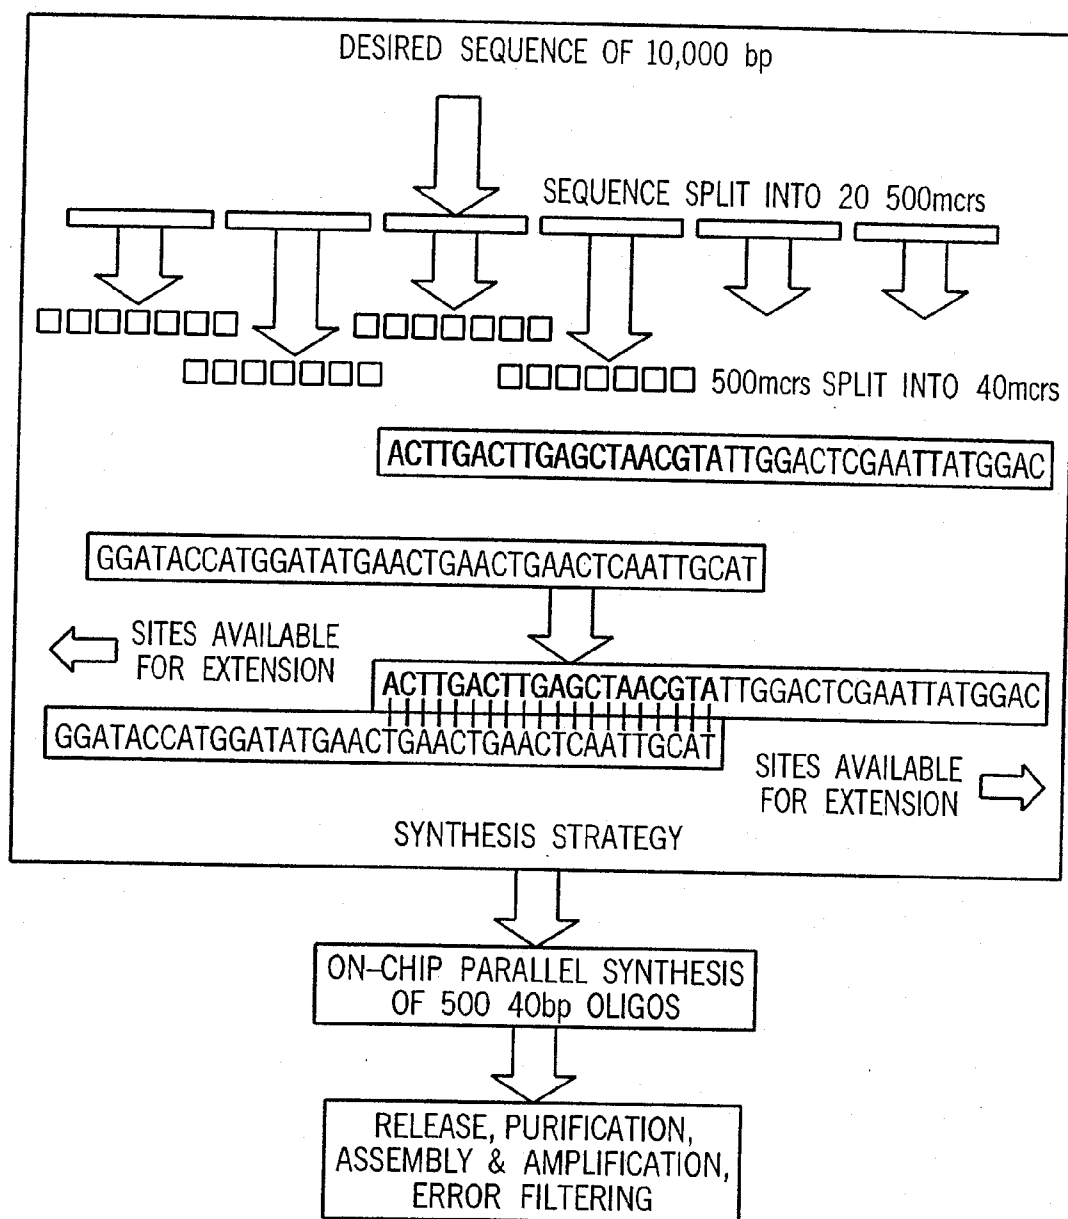 DESIRED SEQUENCE OF 10,000 bp
SEQUENCE SPLIT INTO 20 500mcrs
500mcrs SPLIT INTO 40mcrs
ACTTGACTTGAGCTAACGTATTGGACTCGAATTATGGAC
GGATACCATGGATATGAACTGAACTGAACTCAATTGCAT
SITES AVAILABLE
FOR EXTENSION
ACTTGACTTGAGCTAACGTATTGGACTCGAATTATGGAC
GGATACCATGGATATGAACTGAACTGAACTCAATTGCAT
SITES AVAILABLE
FOR EXTENSION
SYNTHESIS STRATEGY
ON-CHIP PARALLEL SYNTHESIS
OF 500 40bp OLIGOS
RELEASE, PURIFICATION,
ASSEMBLY & AMPLIFICATION,
ERROR FILTERING